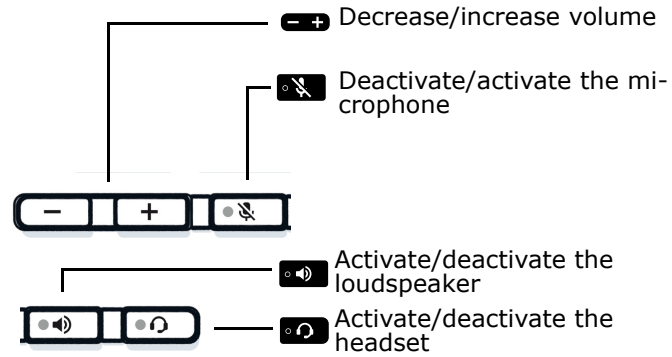 Decrease/increase volume
Deactivate/activate the mi-
crophone
Activate/deactivate the
loudspeaker
Activate/deactivate the
headset